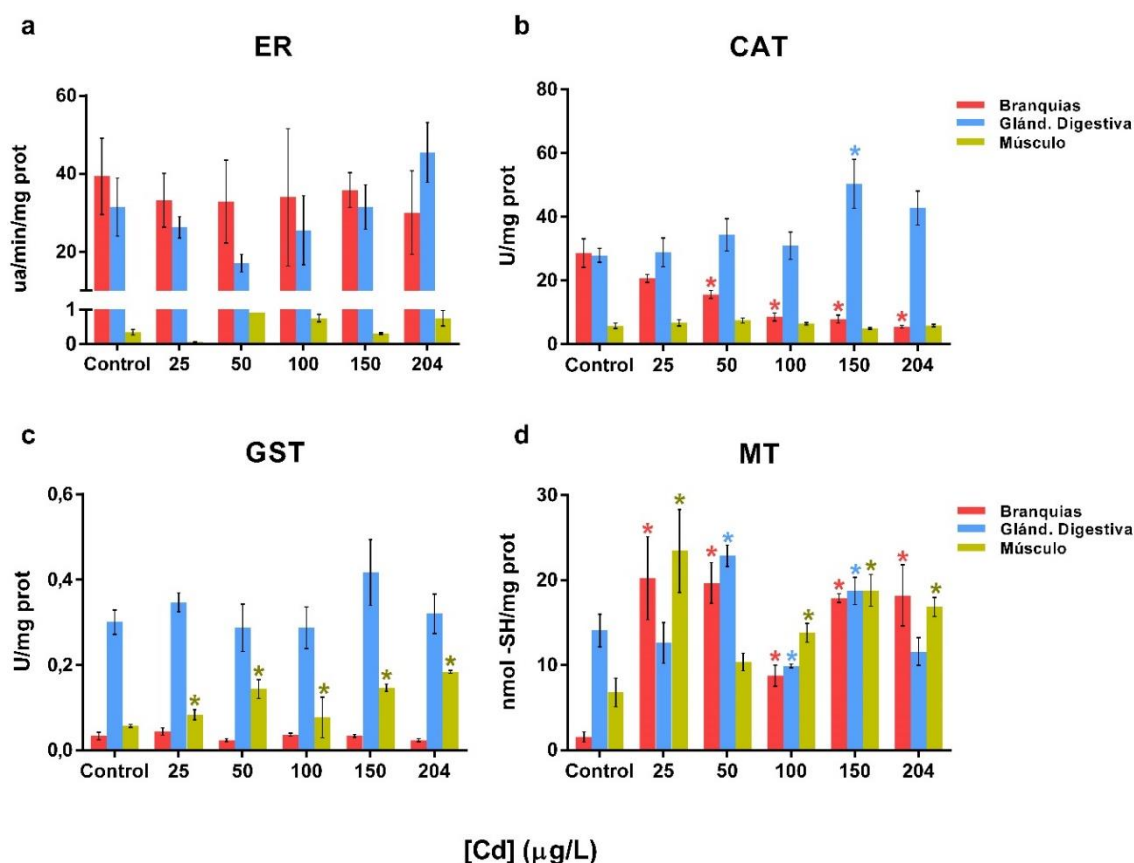 a
ER
ua/min/mg prot
60
40
20
1
0
Control 25 50 100 150 204
b
CAT
U/mg prot
80
60
40
20
0
Control 25 50 100 150 204
Branquias
Glánd. Digestiva
Músculo
* * * * *
c
GST
U/mg prot
0,6
0,4
0,2
0,0
Control 25 50 100 150 204
* * * * *
d
MT
nmol -SH/mg prot
30
20
10
0
Control 25 50 100 150 204
Branquias
Glánd. Digestiva
Músculo
* * * * * * * * * * * *
[Cd] (μg/L)